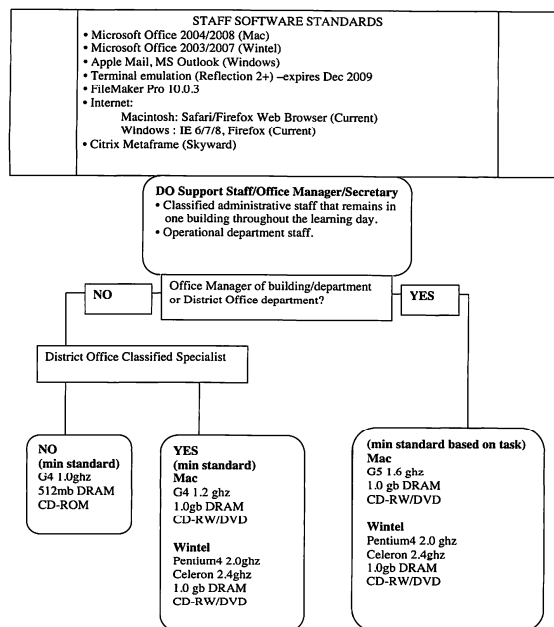 STAFF SOFTWARE STANDARDS
• Microsoft Office 2004/2008 (Mac)
• Microsoft Office 2003/2007 (Wintel)
• Apple Mail, MS Outlook (Windows)
• Terminal emulation (Reflection 2+) –expires Dec 2009
• FileMaker Pro 10.0.3
• Internet:
Macintosh: Safari/Firefox Web Browser (Current)
Windows : IE 6/7/8, Firefox (Current)
• Citrix Metaframe (Skyward)
DO Support Staff/Office Manager/Secretary
• Classified administrative staff that remains in
one building throughout the learning day.
• Operational department staff.
NO
Office Manager of building/department
or District Office department?
YES
District Office Classified Specialist
NO
(min standard)
G4 1.0ghz
512mb DRAM
CD-ROM
YES
(min standard)
Mac
G4 1.2 ghz
1.0gb DRAM
CD-RW/DVD
Wintel
Pentium4 2.0ghz
Celeron 2.4ghz
1.0 gb DRAM
CD-RW/DVD
(min standard based on task)
Mac
G5 1.6 ghz
1.0 gb DRAM
CD-RW/DVD
Wintel
Pentium4 2.0 ghz
Celeron 2.4ghz
1.0gb DRAM
CD-RW/DVD